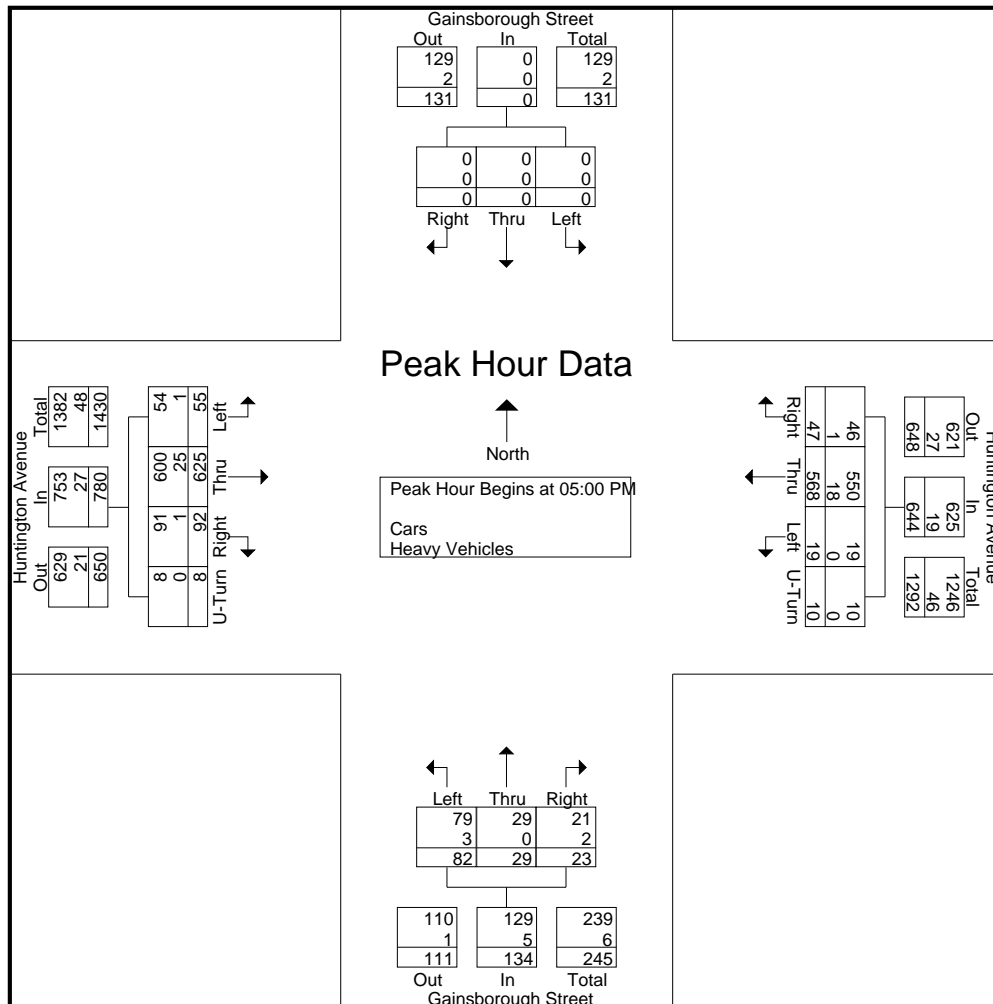 Gainsborough Street
Out In Total
129 0 129
2 0 2
131 0 131
0 0 0
0 0 0
0 0 0
Right Thru Left
Peak Hour Data
North
Peak Hour Begins at 05:00 PM
Cars
Heavy Vehicles
Huntington Avenue
Total In Out
1382 753 629
48 27 21
1430 780 650
54 600 91 8
1 25 1 0
55 625 92 8
Left Thru Right U-Turn
Huntington Avenue
Out In Total
621 625 1246
27 19 46
648 644 1292
46 550 19 10
1 18 0 0
47 568 19 10
Right Thru Left U-Turn
Left Thru Right
79 29 21
3 0 2
82 29 23
110 129 239
1 5 6
111 134 245
Out In Total
Gainsborough Street